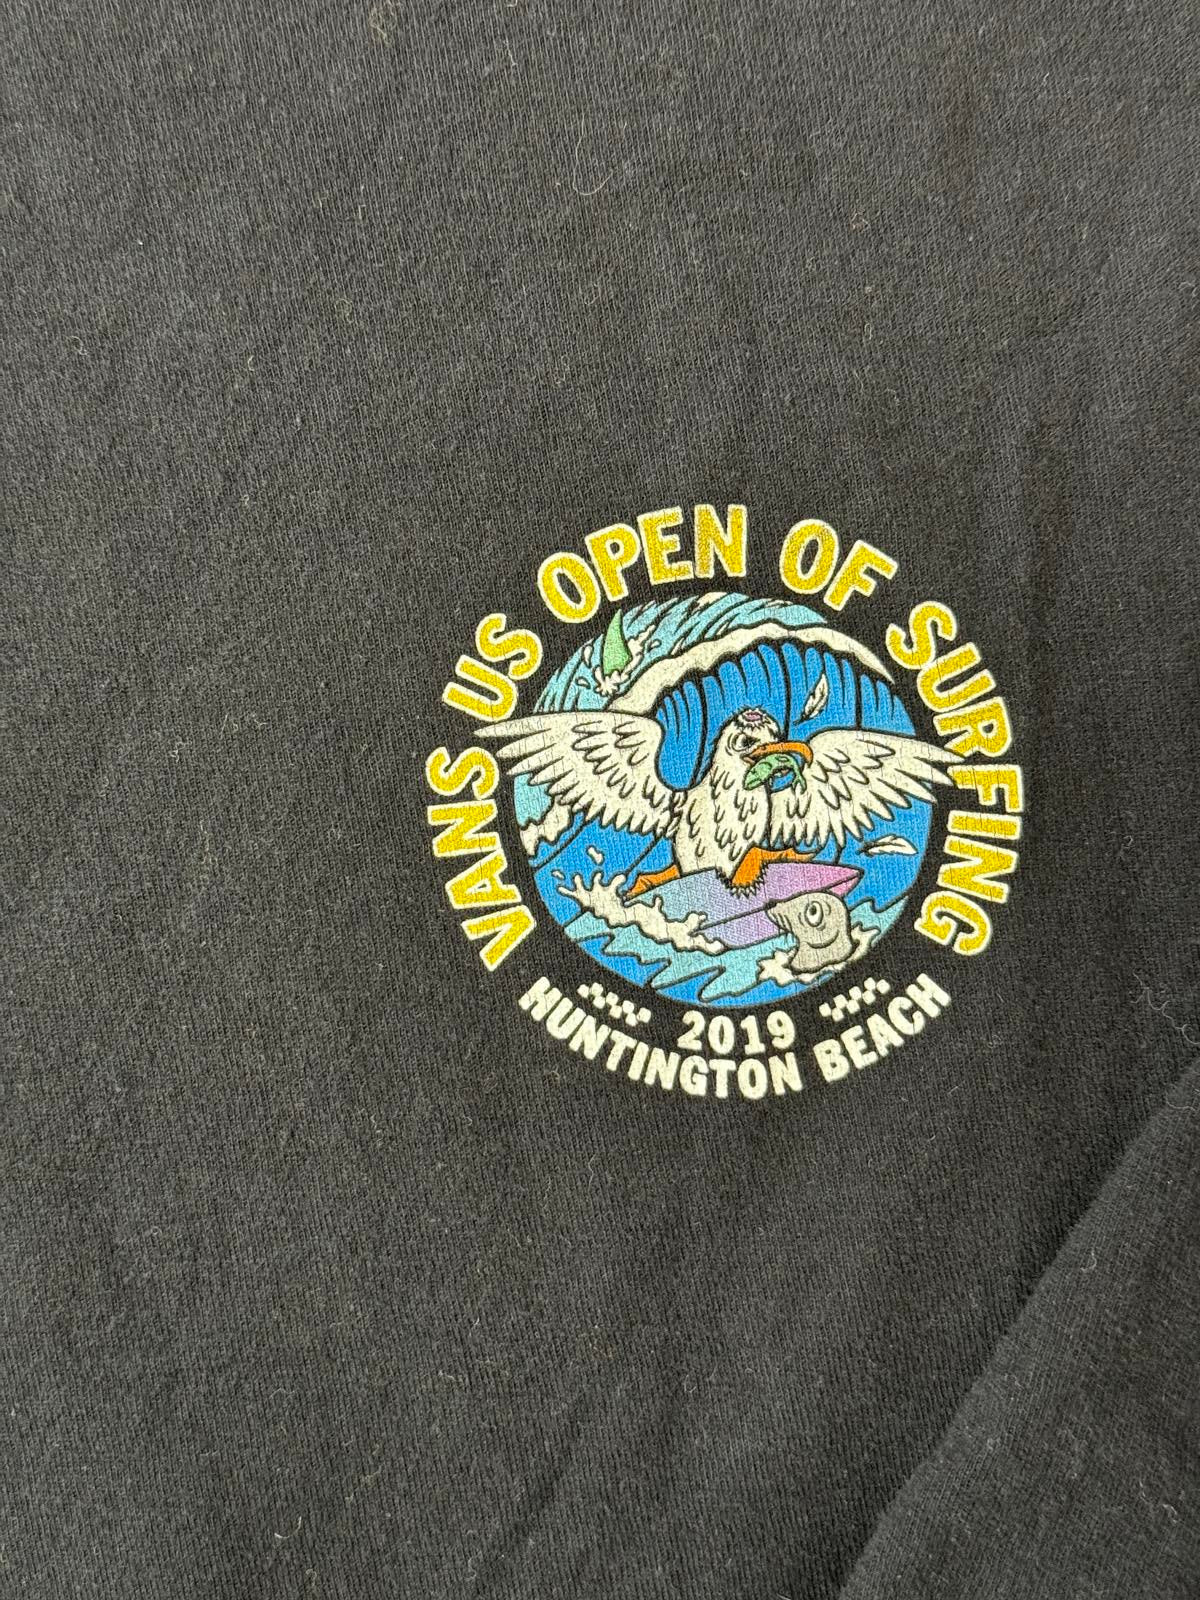 VANS US OPEN OF SURFING
2019
HUNTINGTON BEACH